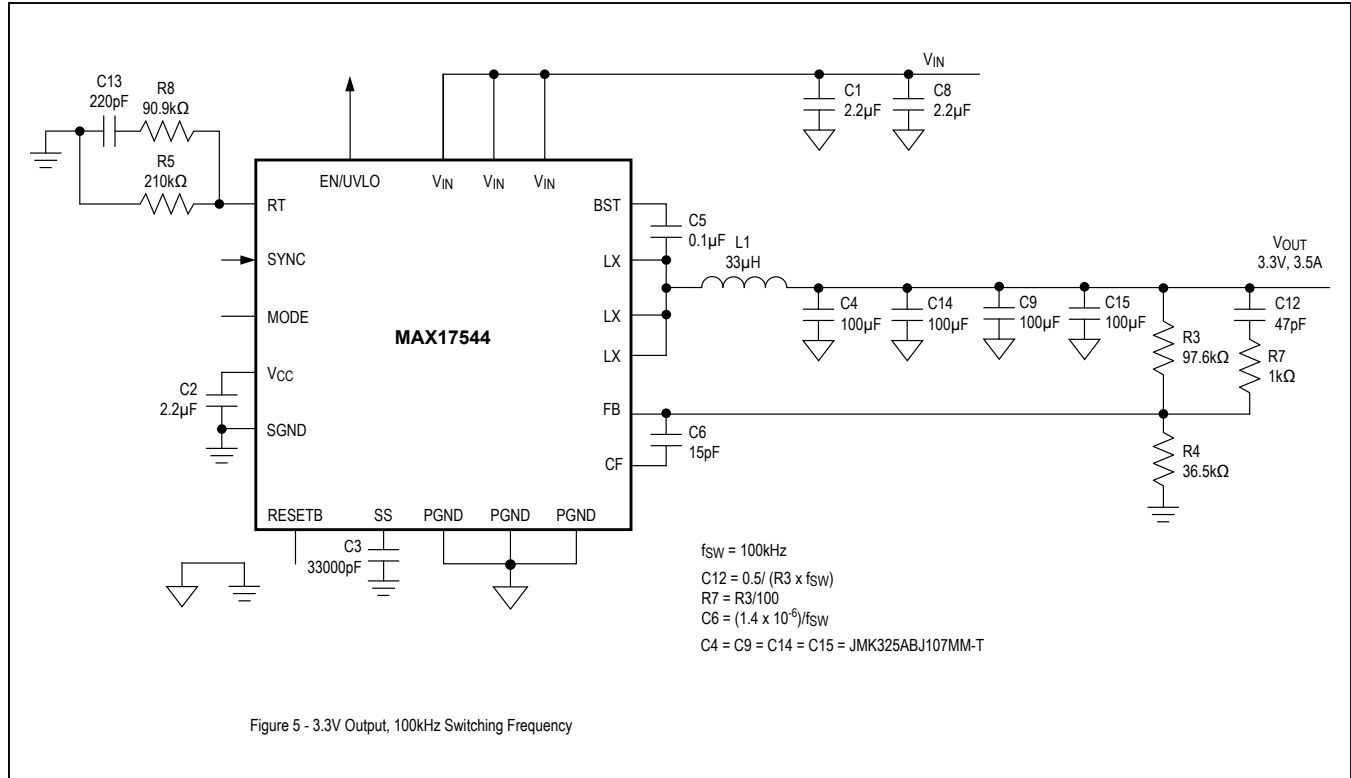 C13
220pF
R8
90.9kΩ
R5
210kΩ
VIN
C1
2.2µF
C8
2.2µF
EN/UVLO
VIN
VIN
VIN
RT
BST
C5
0.1µF
SYNC
LX
L1
33µH
VOUT
3.3V, 3.5A
MODE
MAX17544
LX
C4
100µF
C14
100µF
C9
100µF
C15
100µF
C12
47pF
R3
97.6kΩ
R7
1kΩ
LX
VCC
C2
2.2µF
FB
SGND
C6
15pF
CF
R4
36.5kΩ
RESETB
SS
PGND
PGND
PGND
C3
33000pF
fSW = 100kHz
C12 = 0.5/ (R3 x fSW)
R7 = R3/100
C6 = (1.4 x 10⁻⁶)/fSW
C4 = C9 = C14 = C15 = JMK325ABJ107MM-T
Figure 5 - 3.3V Output, 100kHz Switching Frequency